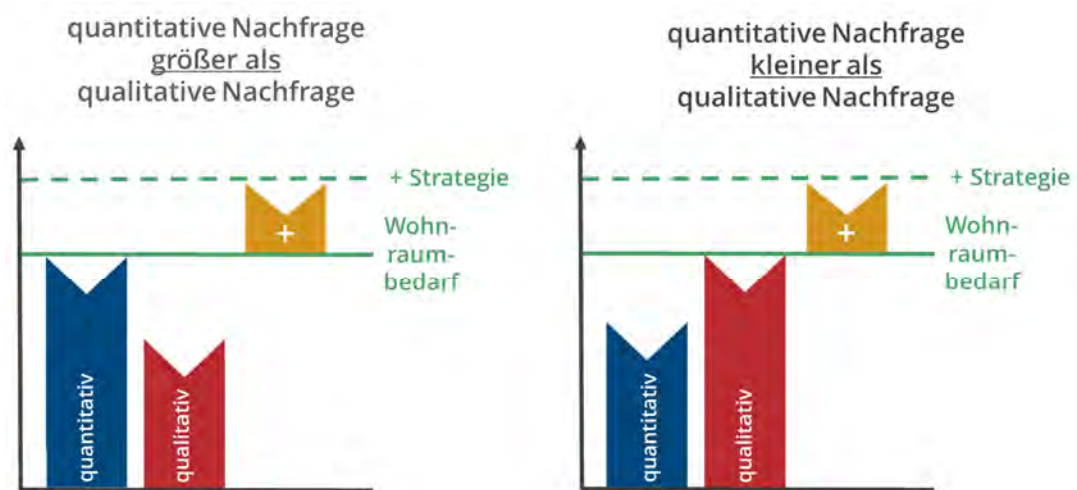 quantitative Nachfrage
größer als
qualitative Nachfrage
+ Strategie
Wohn-
raum-
bedarf
+
quantitativ
qualitativ
quantitative Nachfrage
kleiner als
qualitative Nachfrage
+ Strategie
Wohn-
raum-
bedarf
+
quantitativ
qualitativ